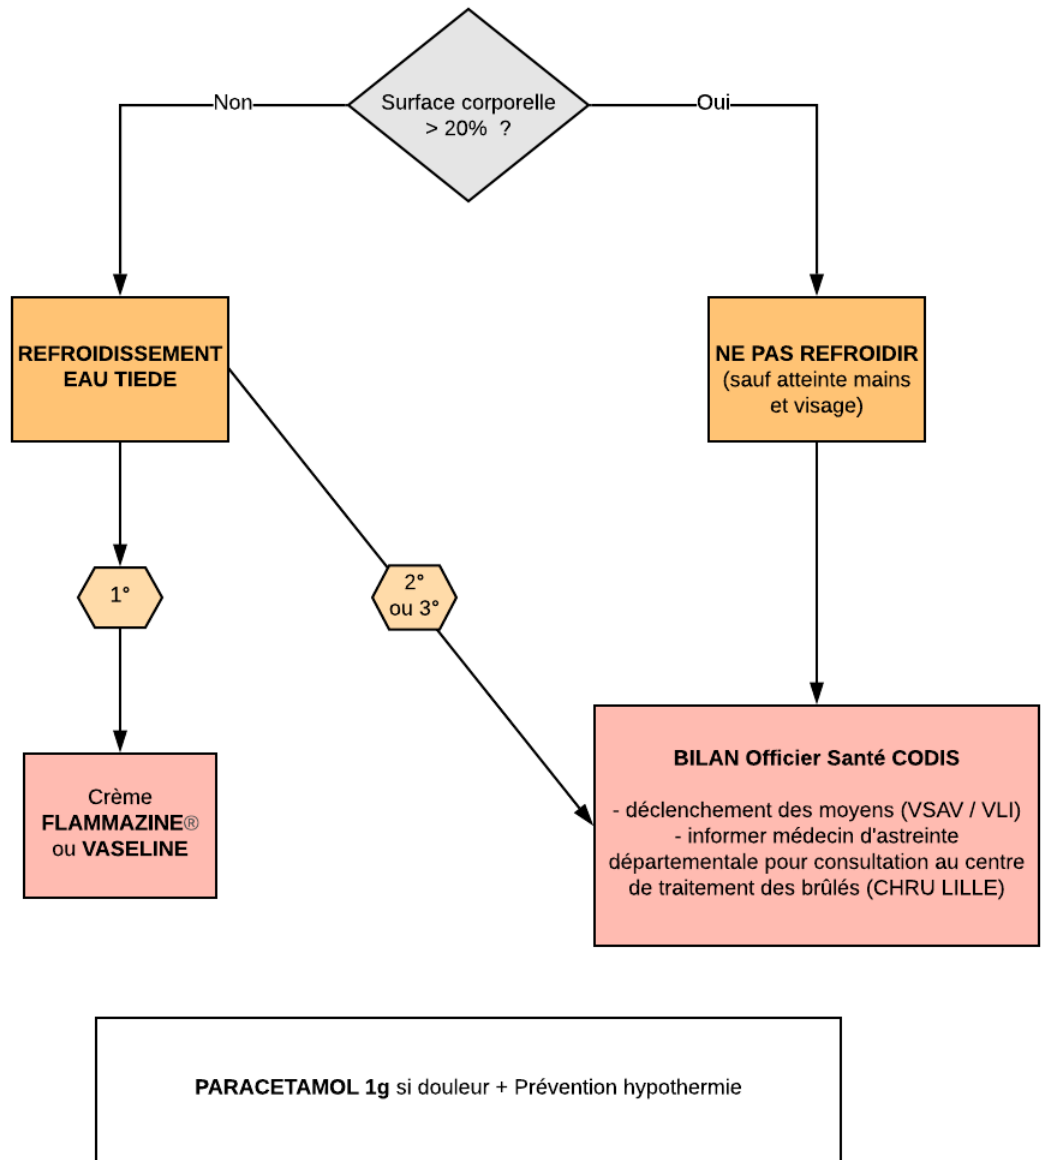 Surface corporelle
> 20% ?
Non
Oui
REFROIDISSEMENT
EAU TIEDE
NE PAS REFROIDIR
(sauf atteinte mains
et visage)
1°
2°
ou 3°
Crème
FLAMMAZINE®
ou VASELINE
BILAN Officier Santé CODIS
- déclenchement des moyens (VSAV / VLI)
- informer médecin d'astreinte
départementale pour consultation au centre
de traitement des brûlés (CHRU LILLE)
PARACETAMOL 1g si douleur + Prévention hypothermie